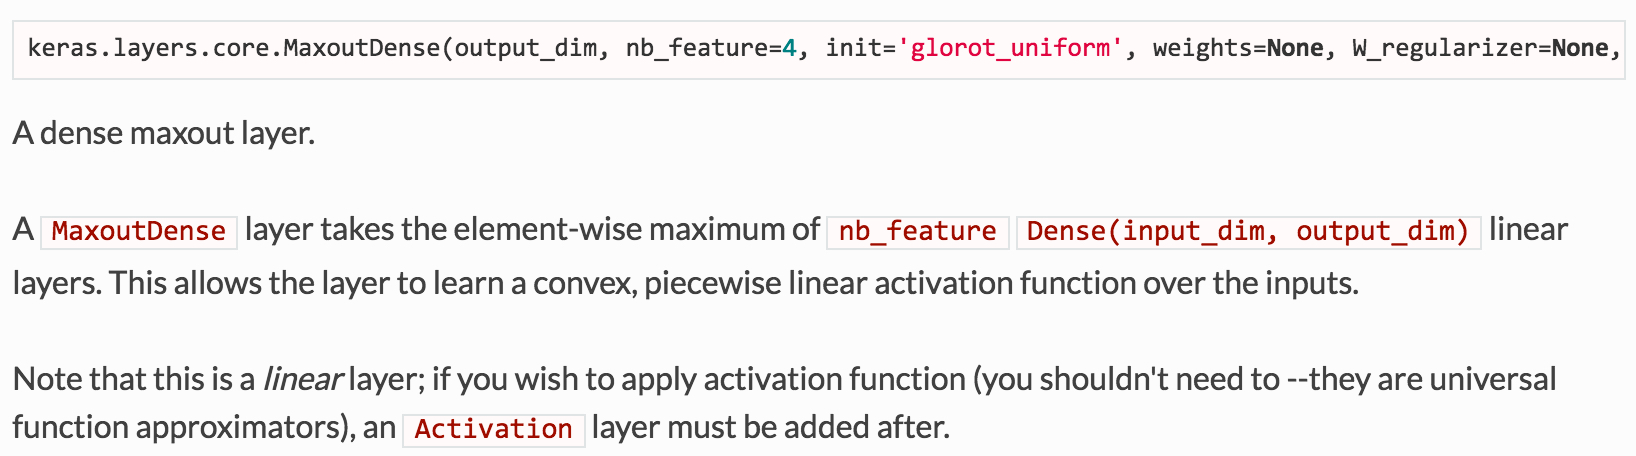 keras.layers.core.MaxoutDense(output_dim, nb_feature=4, init='glorot_uniform', weights=None, W_regularizer=None,
A dense maxout layer.
A MaxoutDense layer takes the element-wise maximum of nb_feature Dense(input_dim, output_dim) linear
layers. This allows the layer to learn a convex, piecewise linear activation function over the inputs.
Note that this is a linear layer; if you wish to apply activation function (you shouldn't need to --they are universal
function approximators), an Activation layer must be added after.